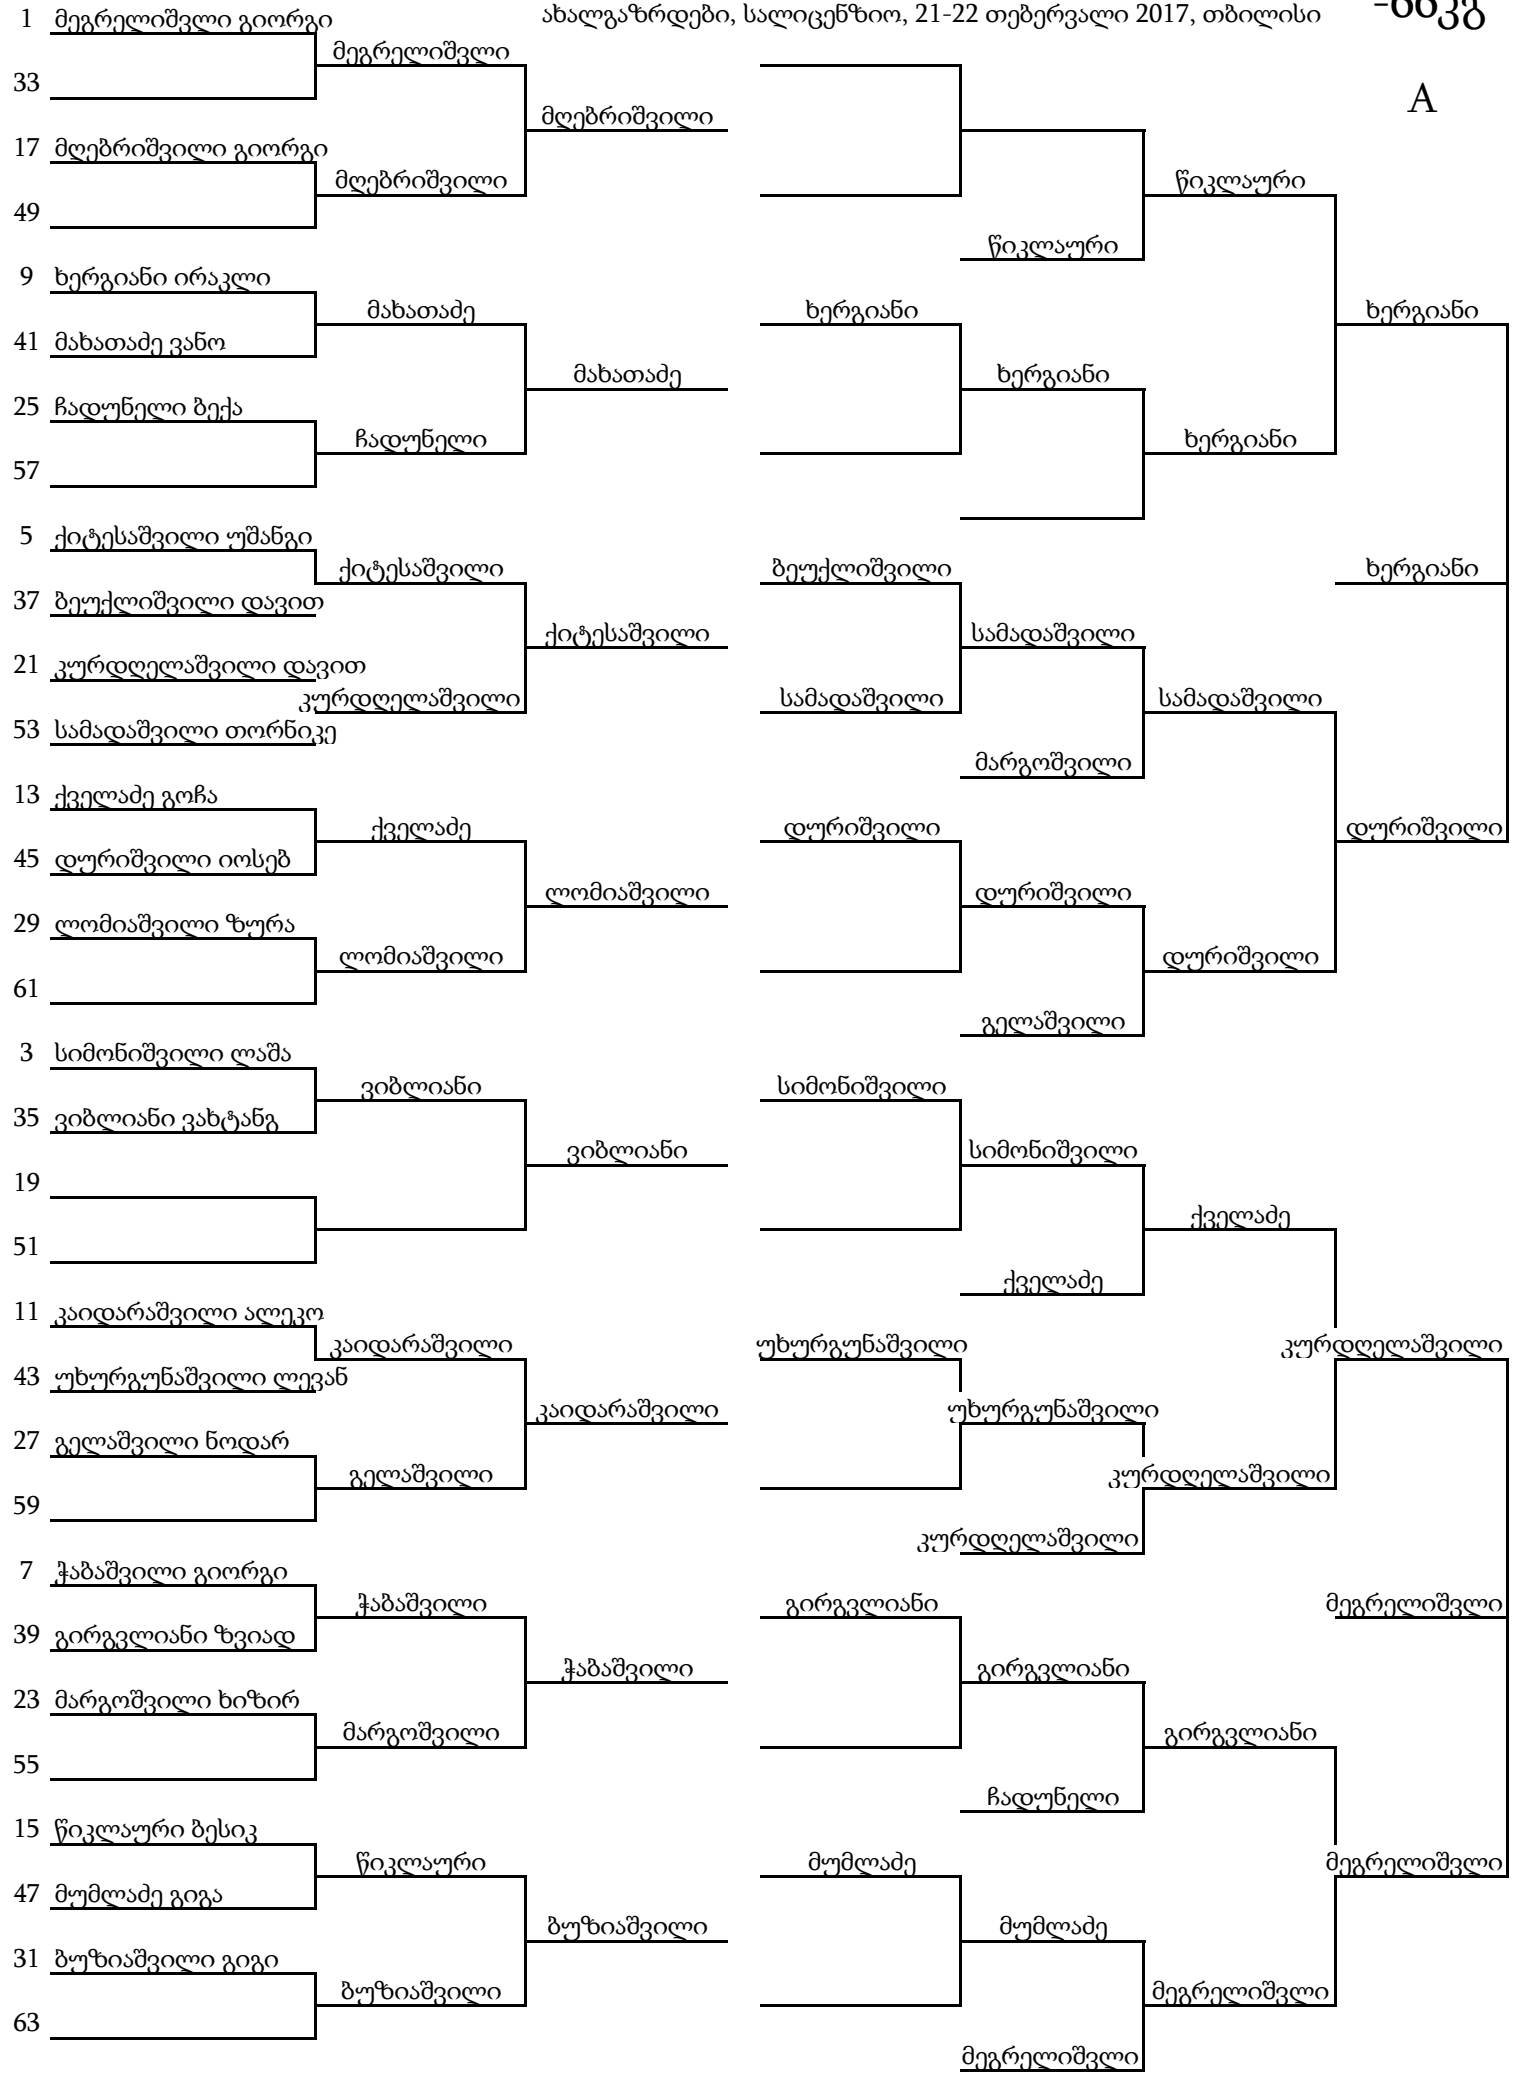 ახალგაზრდები, სალიცენზიო, 21-22 თებერვალი 2017, თბილისი
-66კგ
A
1 მეგრელიშვლი გიორგი
33
17 მღებრიშვილი გიორგი
49
9 ხერგიანი ირაკლი
41 მახათაძე ვანო
25 ჩადუნელი ბექა
57
5 ქიტესაშვილი უშანგი
37 ბეუქლიშვილი დავით
21 კურდღელაშვილი დავით
53 სამადაშვილი თორნიკე
13 ქველაძე გოჩა
45 დურიშვილი იოსებ
29 ლომიაშვილი ზურა
61
3 სიმონიშვილი ლაშა
35 ვიბლიანი ვახტანგ
19
51
11 კაიდარაშვილი ალეკო
43 უხურგუნაშვილი ლევან
27 გელაშვილი ნოდარ
59
7 ჭაბაშვილი გიორგი
39 გირგვლიანი ზვიად
23 მარგოშვილი ხიზირ
55
15 წიკლაური ბესიკ
47 მუმლაძე გიგა
31 ბუზიაშვილი გიგი
63
მეგრელიშვლი
მღებრიშვილი
მახათაძე
ჩადუნელი
ქიტესაშვილი
კურდღელაშვილი
ქველაძე
ლომიაშვილი
ვიბლიანი
კაიდარაშვილი
გელაშვილი
ჭაბაშვილი
მარგოშვილი
წიკლაური
ბუზიაშვილი
მღებრიშვილი
მახათაძე
ქიტესაშვილი
ლომიაშვილი
ვიბლიანი
კაიდარაშვილი
ჭაბაშვილი
ბუზიაშვილი
ხერგიანი
ბეუქლიშვილი
სამადაშვილი
დურიშვილი
სიმონიშვილი
უხურგუნაშვილი
გირგვლიანი
მუმლაძე
წიკლაური
ხერგიანი
სამადაშვილი
მარგოშვილი
დურიშვილი
გელაშვილი
სიმონიშვილი
ქველაძე
უხურგუნაშვილი
კურდღელაშვილი
გირგვლიანი
ჩადუნელი
მუმლაძე
მეგრელიშვლი
წიკლაური
ხერგიანი
სამადაშვილი
დურიშვილი
ქველაძე
კურდღელაშვილი
გირგვლიანი
მეგრელიშვლი
ხერგიანი
ხერგიანი
დურიშვილი
კურდღელაშვილი
მეგრელიშვლი
მეგრელიშვლი